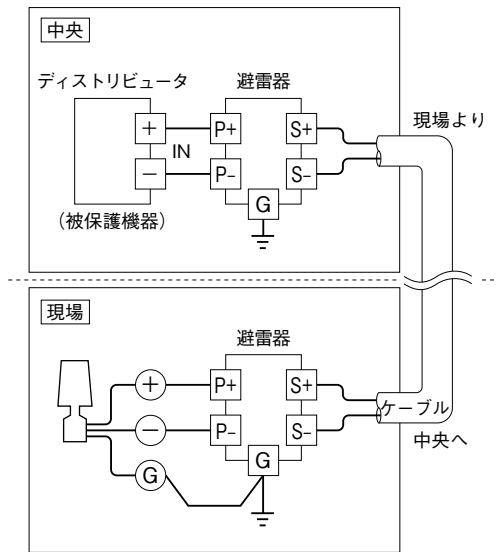 中央
ディストリビュータ
避雷器
+
P+
S+
現場より
IN
−
P−
S−
G
(被保護機器)
現場
避雷器
+
P+
S+
ケーブル
−
P−
S−
中央へ
G
G